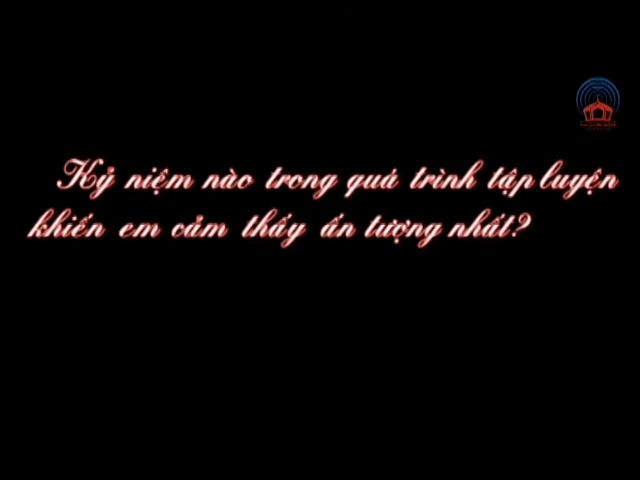 Kỷ niệm nào trong quá trình tập luyện
khiến em cảm thấy ấn tượng nhất?